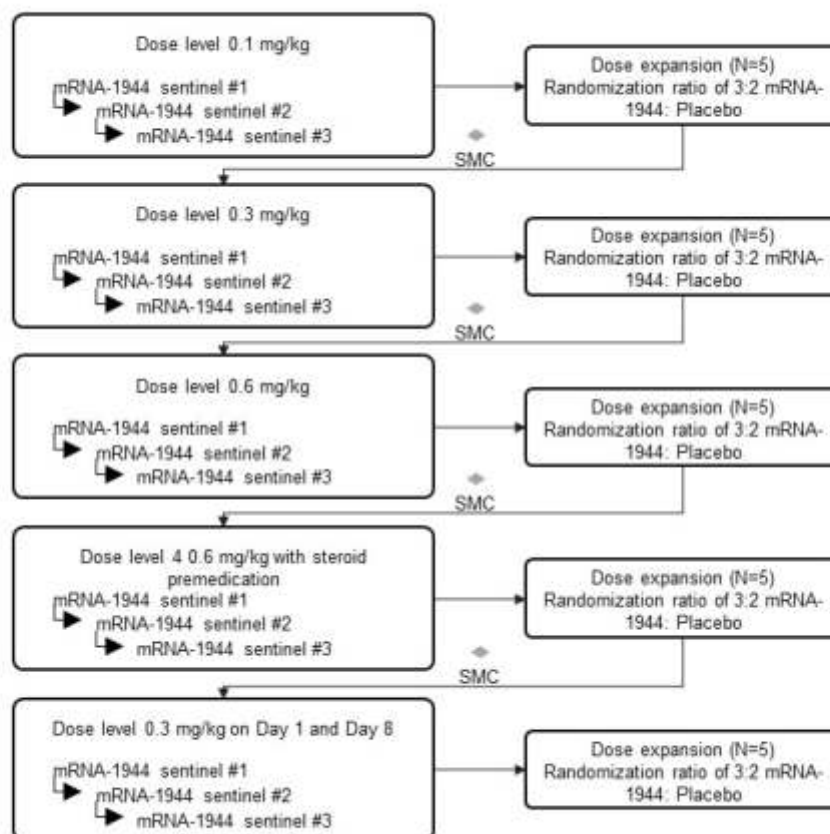 Dose level 0.1 mg/kg
mRNA-1944 sentinel #1
mRNA-1944 sentinel #2
mRNA-1944 sentinel #3
Dose expansion (N=5)
Randomization ratio of 3:2 mRNA-
1944: Placebo
SMC
Dose level 0.3 mg/kg
mRNA-1944 sentinel #1
mRNA-1944 sentinel #2
mRNA-1944 sentinel #3
Dose expansion (N=5)
Randomization ratio of 3:2 mRNA-
1944: Placebo
SMC
Dose level 0.6 mg/kg
mRNA-1944 sentinel #1
mRNA-1944 sentinel #2
mRNA-1944 sentinel #3
Dose expansion (N=5)
Randomization ratio of 3:2 mRNA-
1944: Placebo
SMC
Dose level 4 0.6 mg/kg with steroid
premedication
mRNA-1944 sentinel #1
mRNA-1944 sentinel #2
mRNA-1944 sentinel #3
Dose expansion (N=5)
Randomization ratio of 3:2 mRNA-
1944: Placebo
SMC
Dose level 0.3 mg/kg on Day 1 and Day 8
mRNA-1944 sentinel #1
mRNA-1944 sentinel #2
mRNA-1944 sentinel #3
Dose expansion (N=5)
Randomization ratio of 3:2 mRNA-
1944: Placebo